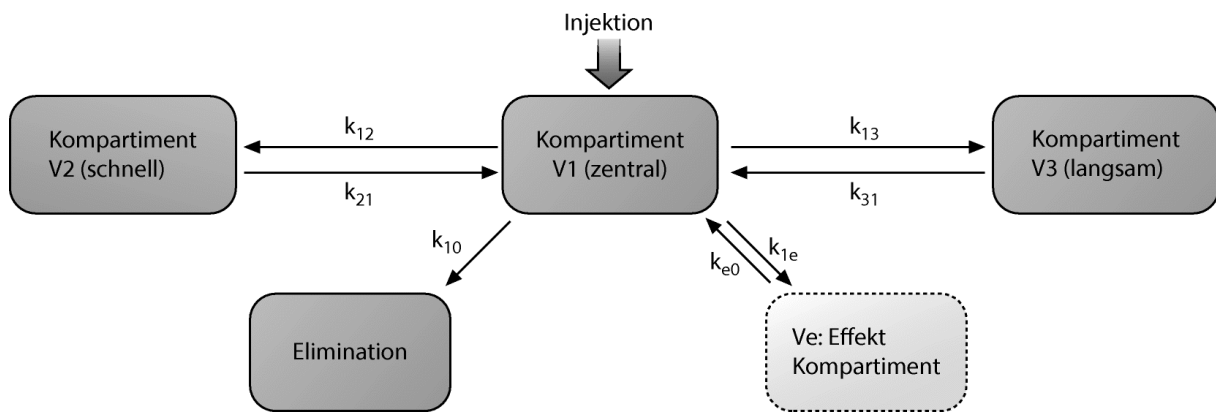 Injektion
Kompartiment
V2 (schnell)
k12
k21
Kompartiment
V1 (zentral)
k13
k31
Kompartiment
V3 (langsam)
k10
ke0
k1e
Elimination
Ve: Effekt
Kompartiment